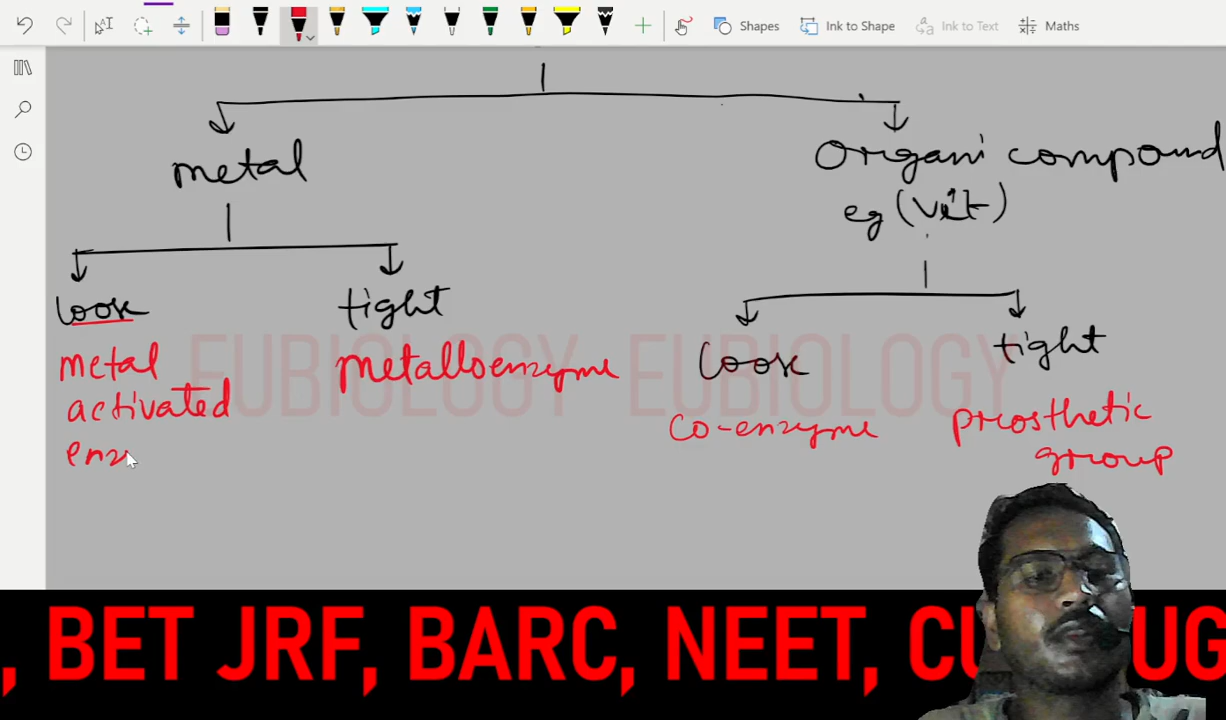 Shapes Ink to Shape Ink to Text Maths
metal
Organi compound
eg (Vit)
loose
tight
metal
activated
enz
metalloenzyme
loose
tight
co-enzyme
prosthetic
group
EUBIOLOGY EUBIOLOGY
, BET JRF, BARC, NEET, CU UG